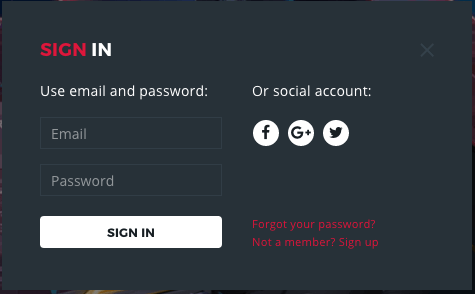 SIGN IN
Use email and password:
Email
Password
SIGN IN
Or social account:
f G+
Forgot your password?
Not a member? Sign up